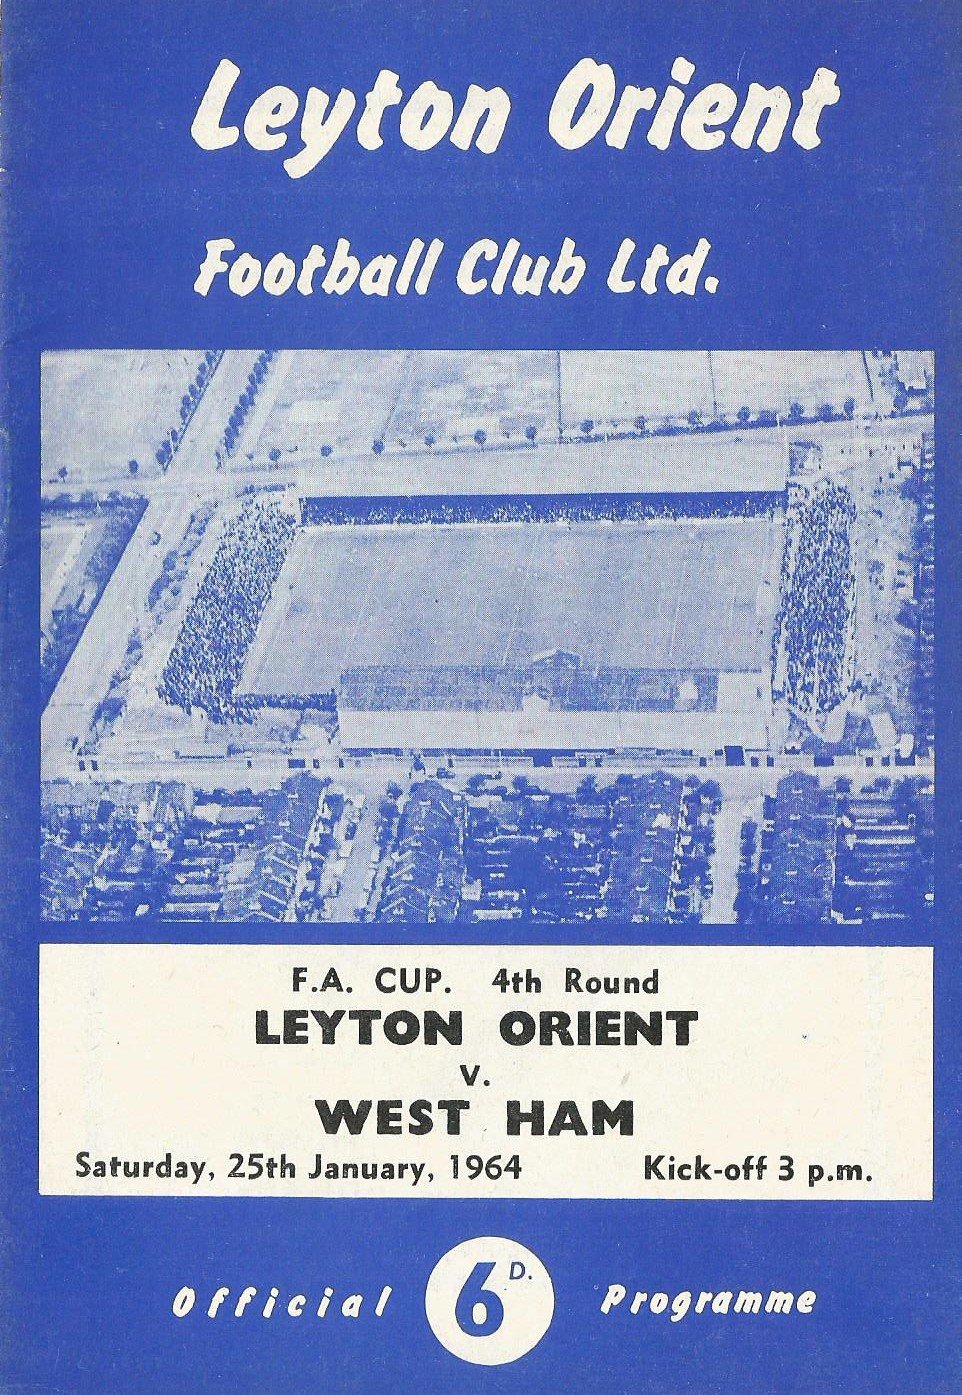 Leyton Orient
Football Club Ltd.
F.A. CUP. 4th Round
LEYTON ORIENT
v.
WEST HAM
Saturday, 25th January, 1964 Kick-off 3 p.m.
Official 6D. Programme